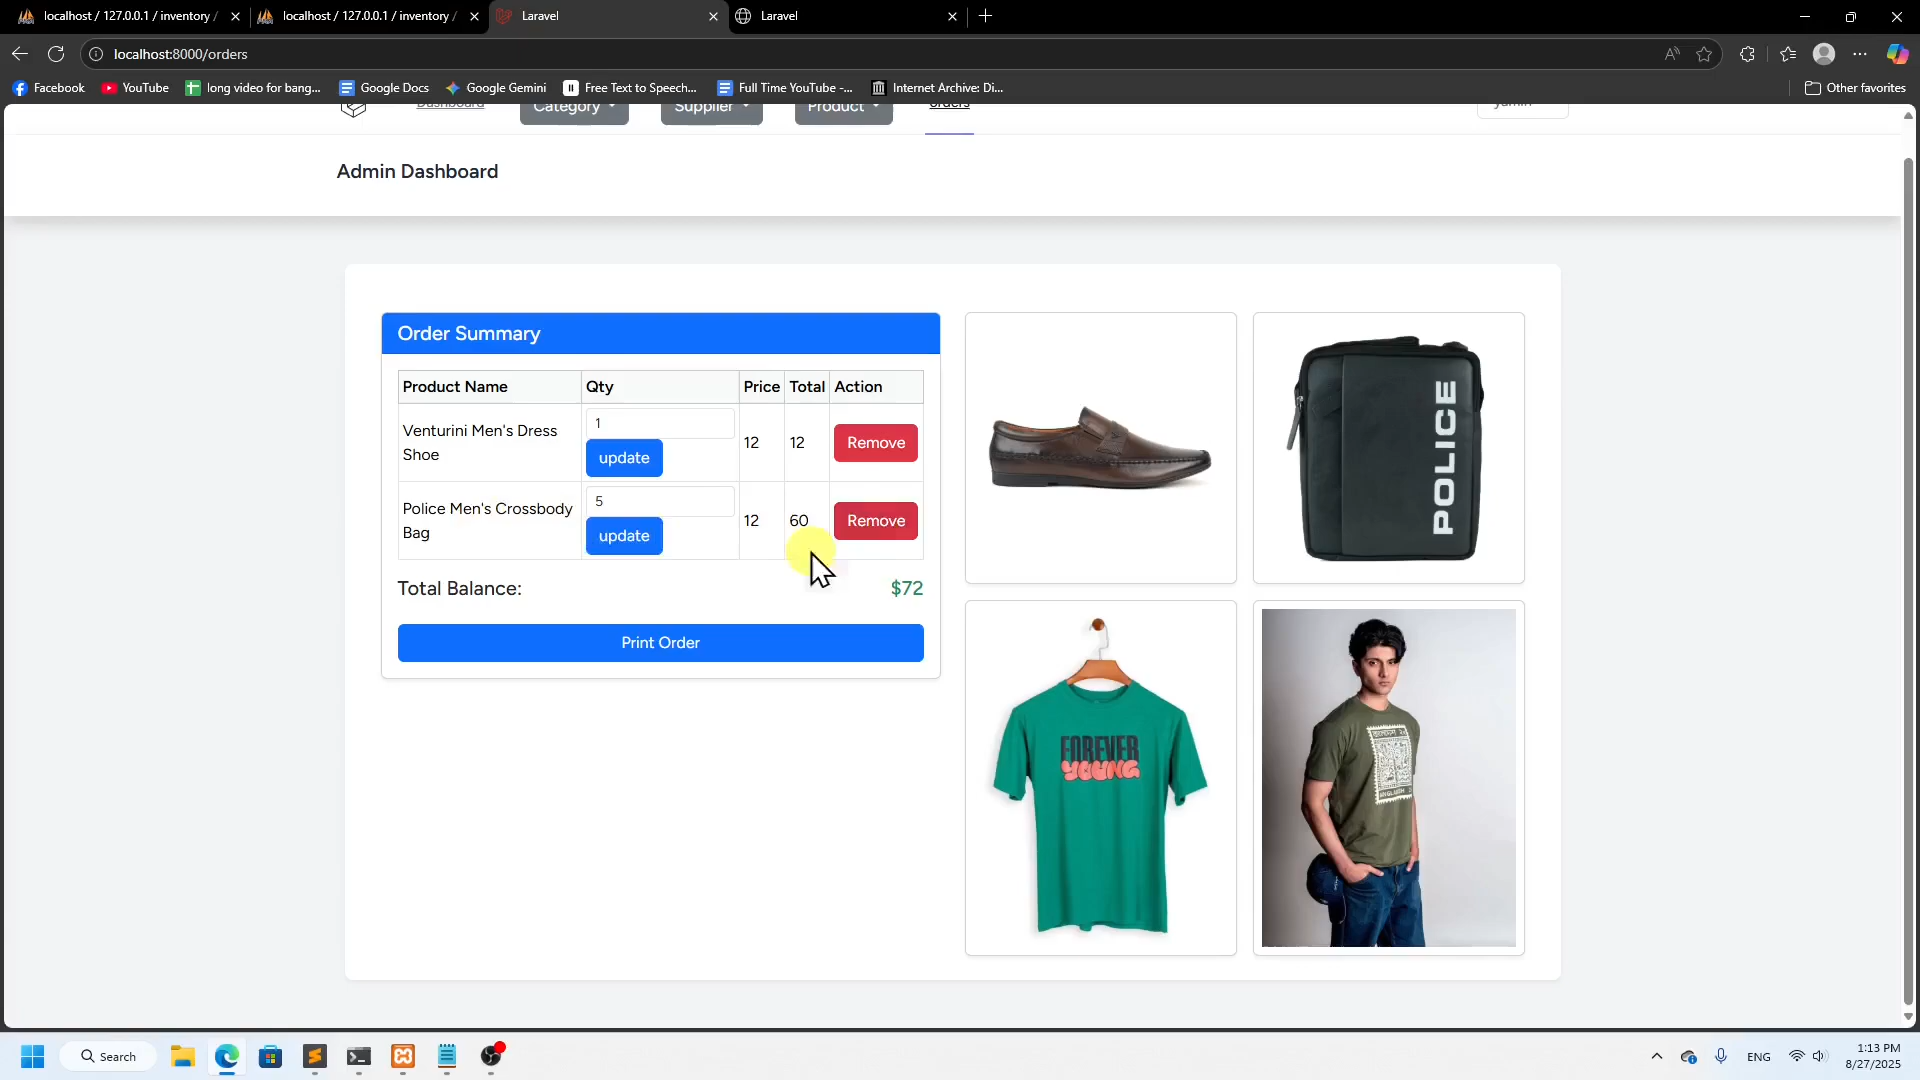 localhost / 127.0.0.1 / inventory /
localhost / 127.0.0.1 / inventory /
Laravel
Laravel
localhost:8000/orders
Facebook
YouTube
long video for bang...
Google Docs
Google Gemini
Free Text to Speech...
Full Time YouTube -...
Internet Archive: Di...
Other favorites
Dashboard
Category
Supplier
Product
orders
yamin
Admin Dashboard
Order Summary
Product Name Qty Price Total Action
Venturini Men's Dress
Shoe
1
update
12
12
Remove
Police Men's Crossbody
Bag
5
update
12
60
Remove
Total Balance: $72
Print Order
POLICE
FOREVER
YOUNG
Search
ENG
1:13 PM
8/27/2025